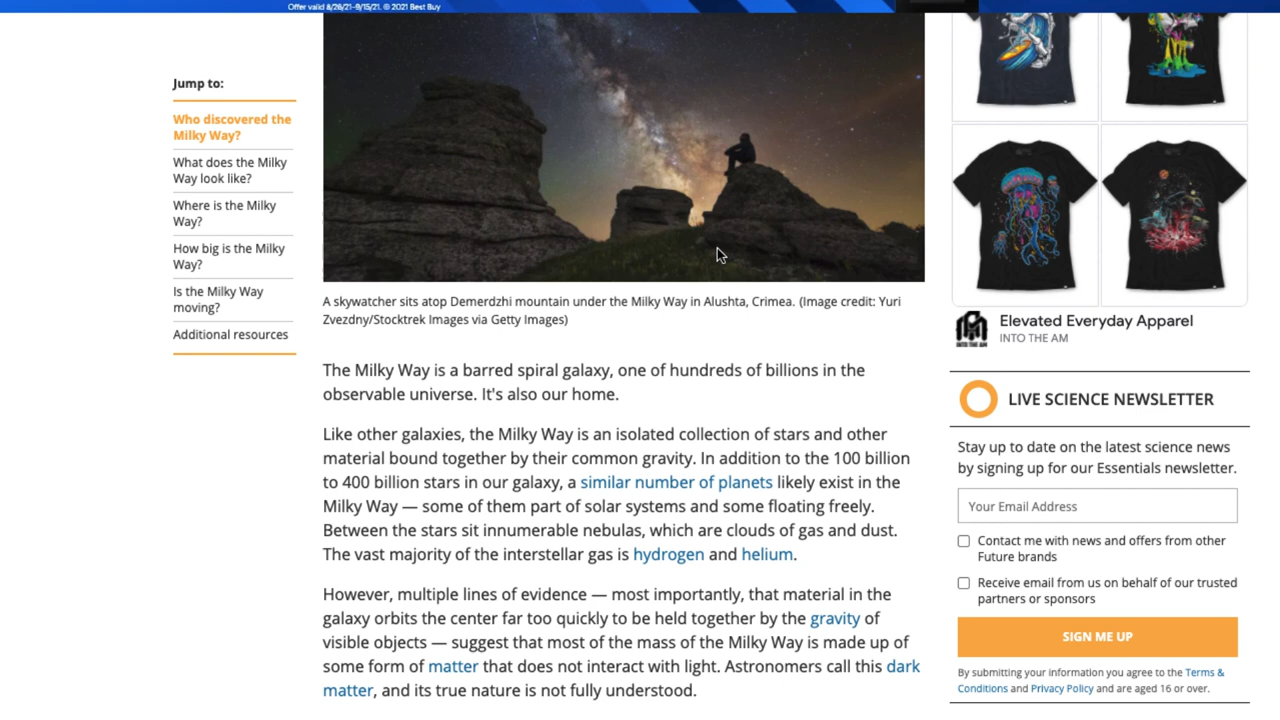 Offer valid 8/26/21-9/15/21. © 2021 Best Buy
Jump to:
Who discovered the
Milky Way?
What does the Milky
Way look like?
Where is the Milky
Way?
How big is the Milky
Way?
Is the Milky Way
moving?
Additional resources
A skywatcher sits atop Demerdzhi mountain under the Milky Way in Alushta, Crimea. (Image credit: Yuri
Zvezdny/Stocktrek Images via Getty Images)
The Milky Way is a barred spiral galaxy, one of hundreds of billions in the
observable universe. It's also our home.
Like other galaxies, the Milky Way is an isolated collection of stars and other
material bound together by their common gravity. In addition to the 100 billion
to 400 billion stars in our galaxy, a similar number of planets likely exist in the
Milky Way — some of them part of solar systems and some floating freely.
Between the stars sit innumerable nebulas, which are clouds of gas and dust.
The vast majority of the interstellar gas is hydrogen and helium.
However, multiple lines of evidence — most importantly, that material in the
galaxy orbits the center far too quickly to be held together by the gravity of
visible objects — suggest that most of the mass of the Milky Way is made up of
some form of matter that does not interact with light. Astronomers call this dark
matter, and its true nature is not fully understood.
INTO THE AM
Elevated Everyday Apparel
INTO THE AM
LIVE SCIENCE NEWSLETTER
Stay up to date on the latest science news
by signing up for our Essentials newsletter.
Your Email Address
Contact me with news and offers from other
Future brands
Receive email from us on behalf of our trusted
partners or sponsors
SIGN ME UP
By submitting your information you agree to the Terms &
Conditions and Privacy Policy and are aged 16 or over.